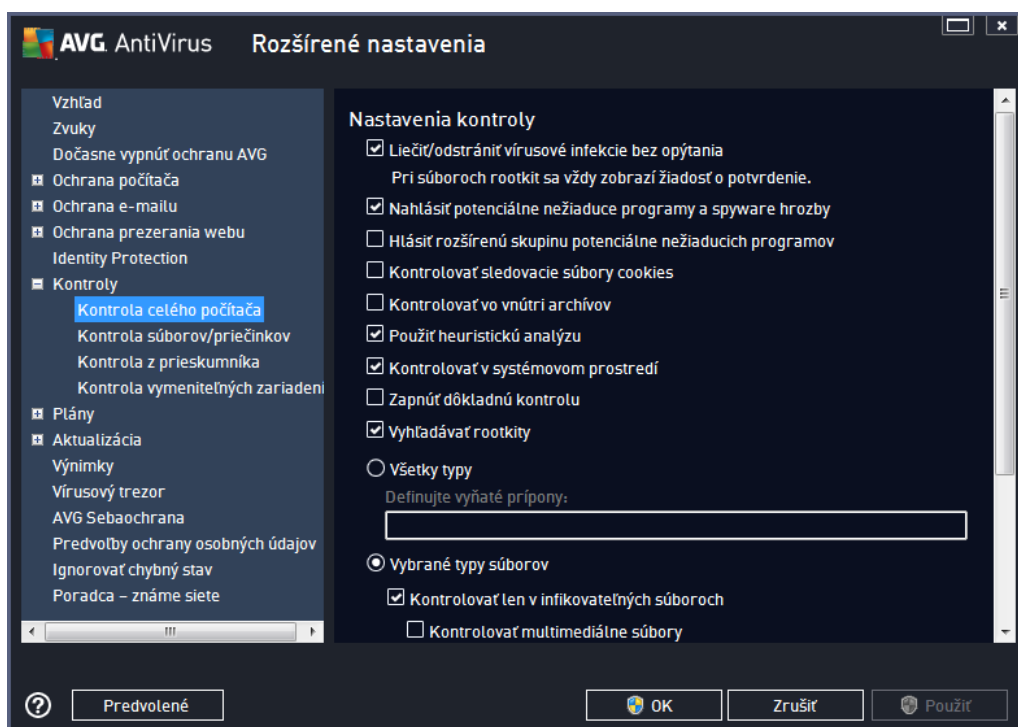 AVG AntiVirus Rozšírené nastavenia
Vzhľad
Zvuky
Dočasne vypnúť ochranu AVG
Ochrana počítača
Ochrana e-mailu
Ochrana prezerania webu
Identity Protection
Kontroly
Kontrola celého počítača
Kontrola súborov/priečinkov
Kontrola z prieskumníka
Kontrola vymeniteľných zariadení
Plány
Aktualizácia
Výnimky
Vírusový trezor
AVG Sebaochrana
Predvoľby ochrany osobných údajov
Ignorovať chybný stav
Poradca – známe siete
Nastavenia kontroly
Liečiť/odstrániť vírusové infekcie bez opýtania
Pri súboroch rootkit sa vždy zobrazí žiadosť o potvrdenie.
Nahlásiť potenciálne nežiaduce programy a spyware hrozby
Hlásiť rozšírenú skupinu potenciálne nežiaducich programov
Kontrolovať sledovacie súbory cookies
Kontrolovať vo vnútri archívov
Použiť heuristickú analýzu
Kontrolovať v systémovom prostredí
Zapnúť dôkladnú kontrolu
Vyhľadávať rootkity
Všetky typy
Definujte vyňaté prípony:
Vybrané typy súborov
Kontrolovať len v infikovateľných súboroch
Kontrolovať multimediálne súbory
Predvolené
OK
Zrušiť
Použiť